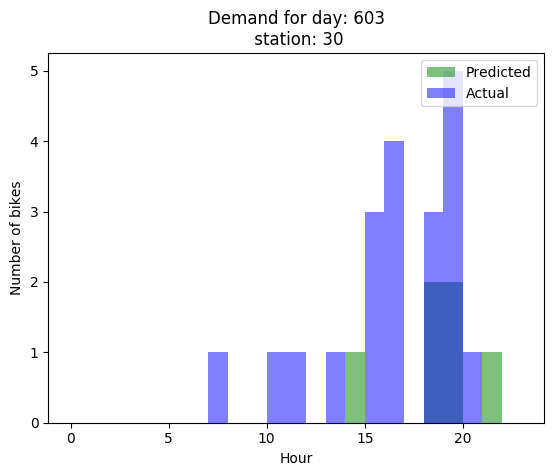 Demand for day: 603
station: 30
Predicted
Actual
Number of bikes
5
4
3
2
1
0
0 5 10 15 20
Hour